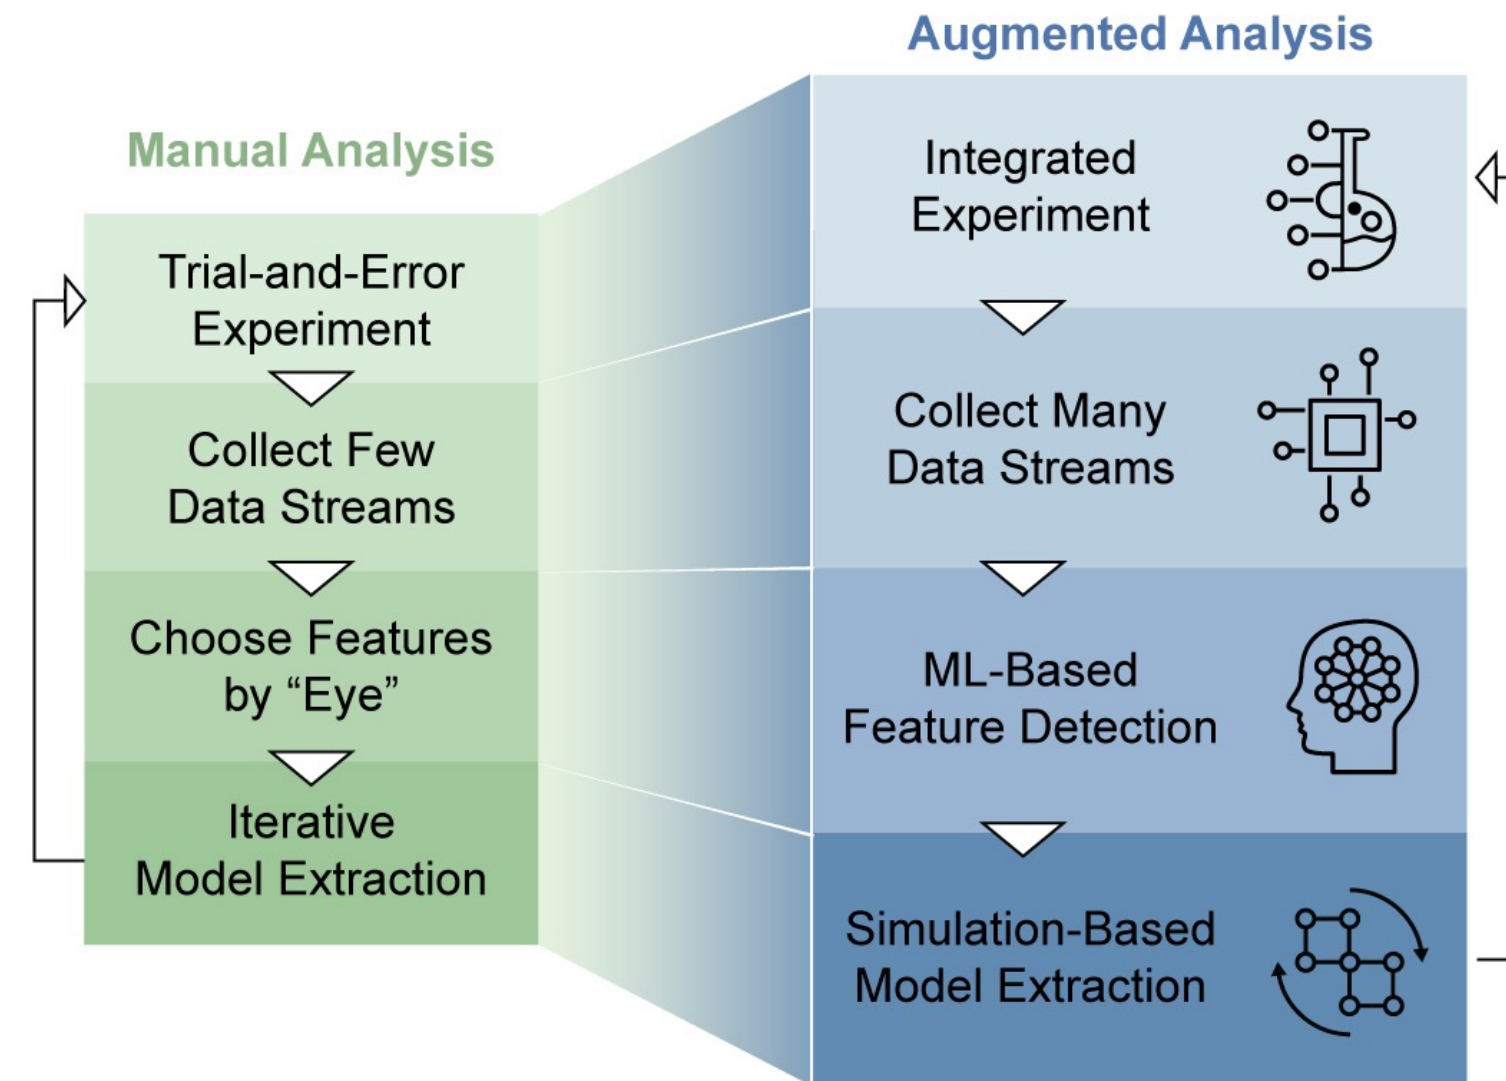 Manual Analysis
Trial-and-Error
Experiment
Collect Few
Data Streams
Choose Features
by “Eye”
Iterative
Model Extraction
Augmented Analysis
Integrated
Experiment
Collect Many
Data Streams
ML-Based
Feature Detection
Simulation-Based
Model Extraction